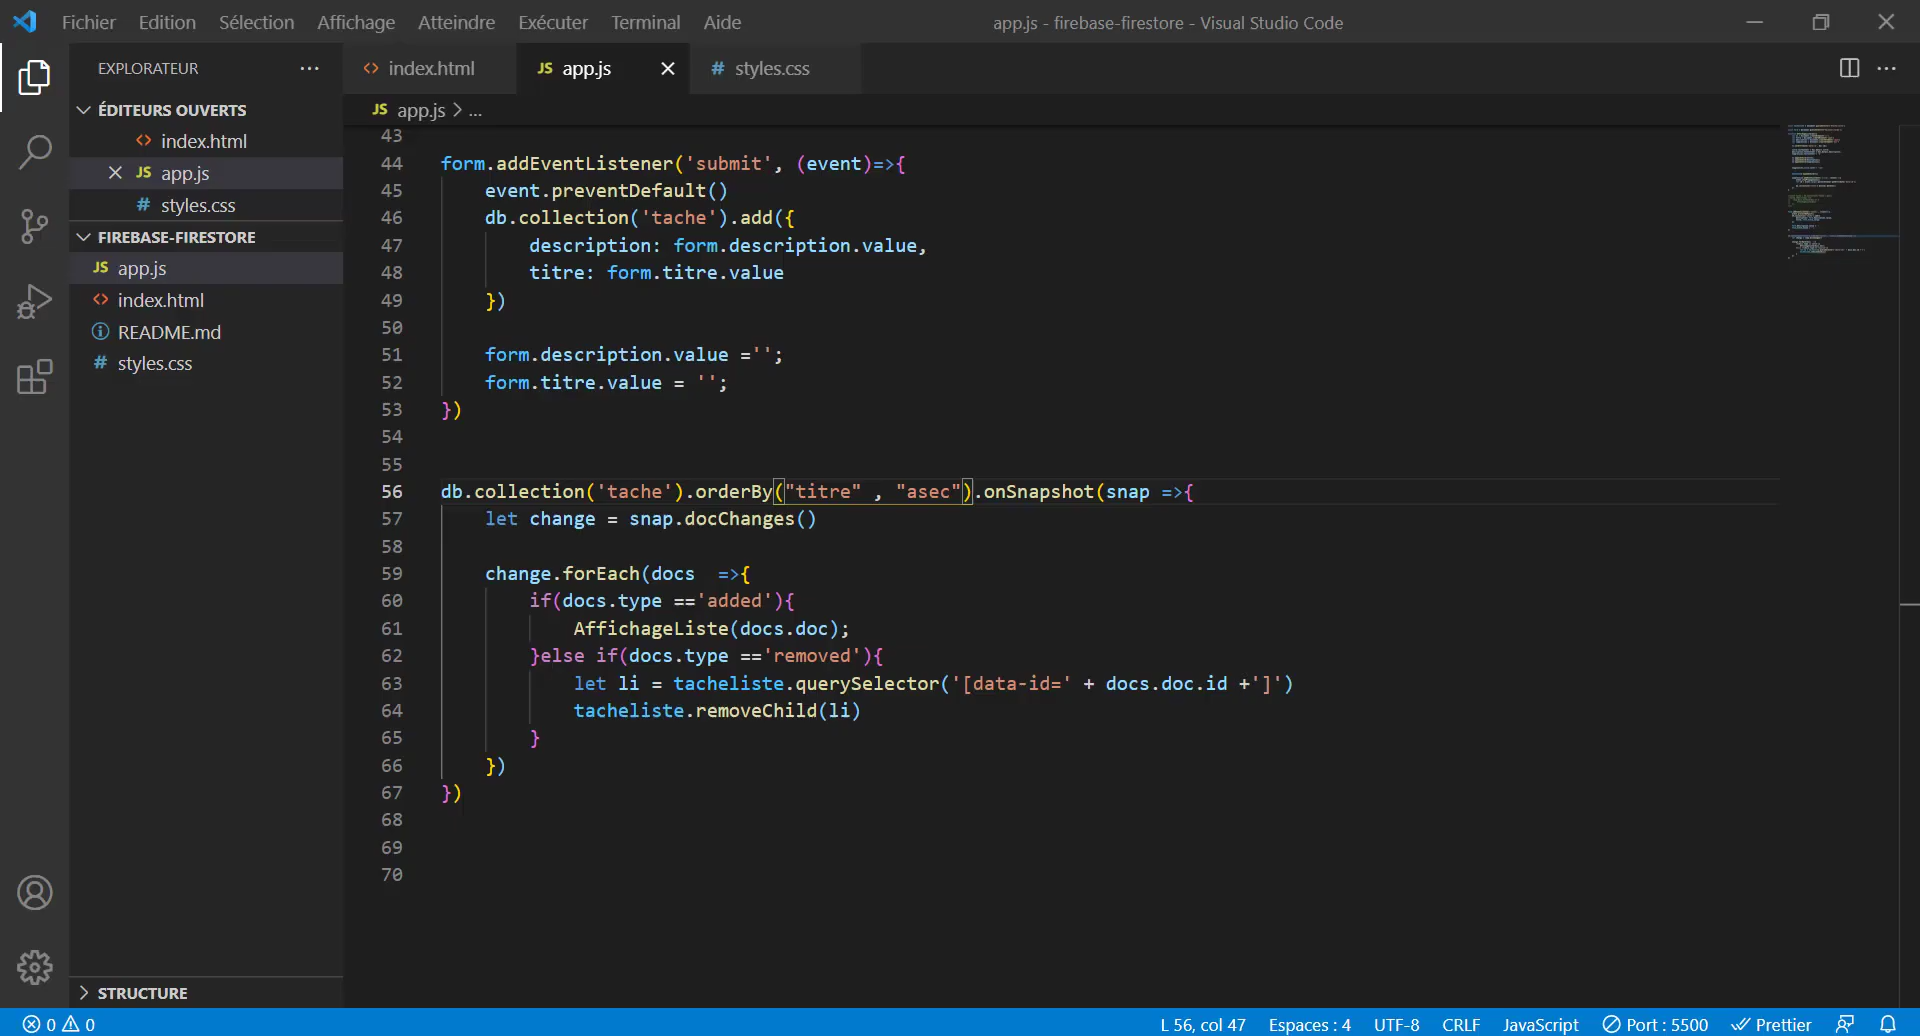 Fichier Edition Sélection Affichage Atteindre Exécuter Terminal Aide
app.js - firebase-firestore - Visual Studio Code
EXPLORATEUR
ÉDITEURS OUVERTS
<> index.html
JS app.js
# styles.css
FIREBASE-FIRESTORE
JS app.js
<> index.html
README.md
# styles.css
STRUCTURE
<> index.html
JS app.js
# styles.css
JS app.js > ...
43
44 form.addEventListener('submit', (event)=>{
45 event.preventDefault()
46 db.collection('tache').add({
47 description: form.description.value,
48 titre: form.titre.value
49 })
50
51 form.description.value ='';
52 form.titre.value = '';
53 })
54
55
56 db.collection('tache').orderBy("titre" , "asec").onSnapshot(snap =>{
57 let change = snap.docChanges()
58
59 change.forEach(docs  =>{
60 if(docs.type =='added'){
61 AffichageListe(docs.doc);
62 }else if(docs.type =='removed'){
63 let li = tacheliste.querySelector('[data-id=' + docs.doc.id +']')
64 tacheliste.removeChild(li)
65 }
66 })
67 })
68
69
70
0 0
L 56, col 47 Espaces : 4 UTF-8 CRLF JavaScript Port : 5500 Prettier